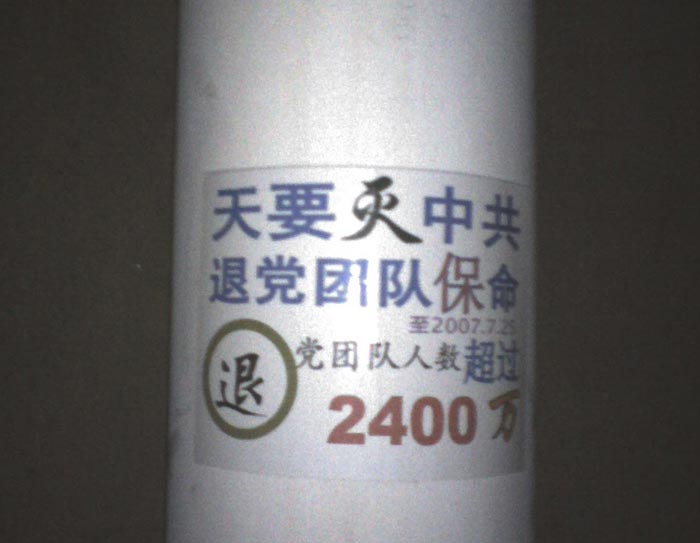 天要灭中共
退党团队保命
至2007.7.25
退党团队人数超过
2400万